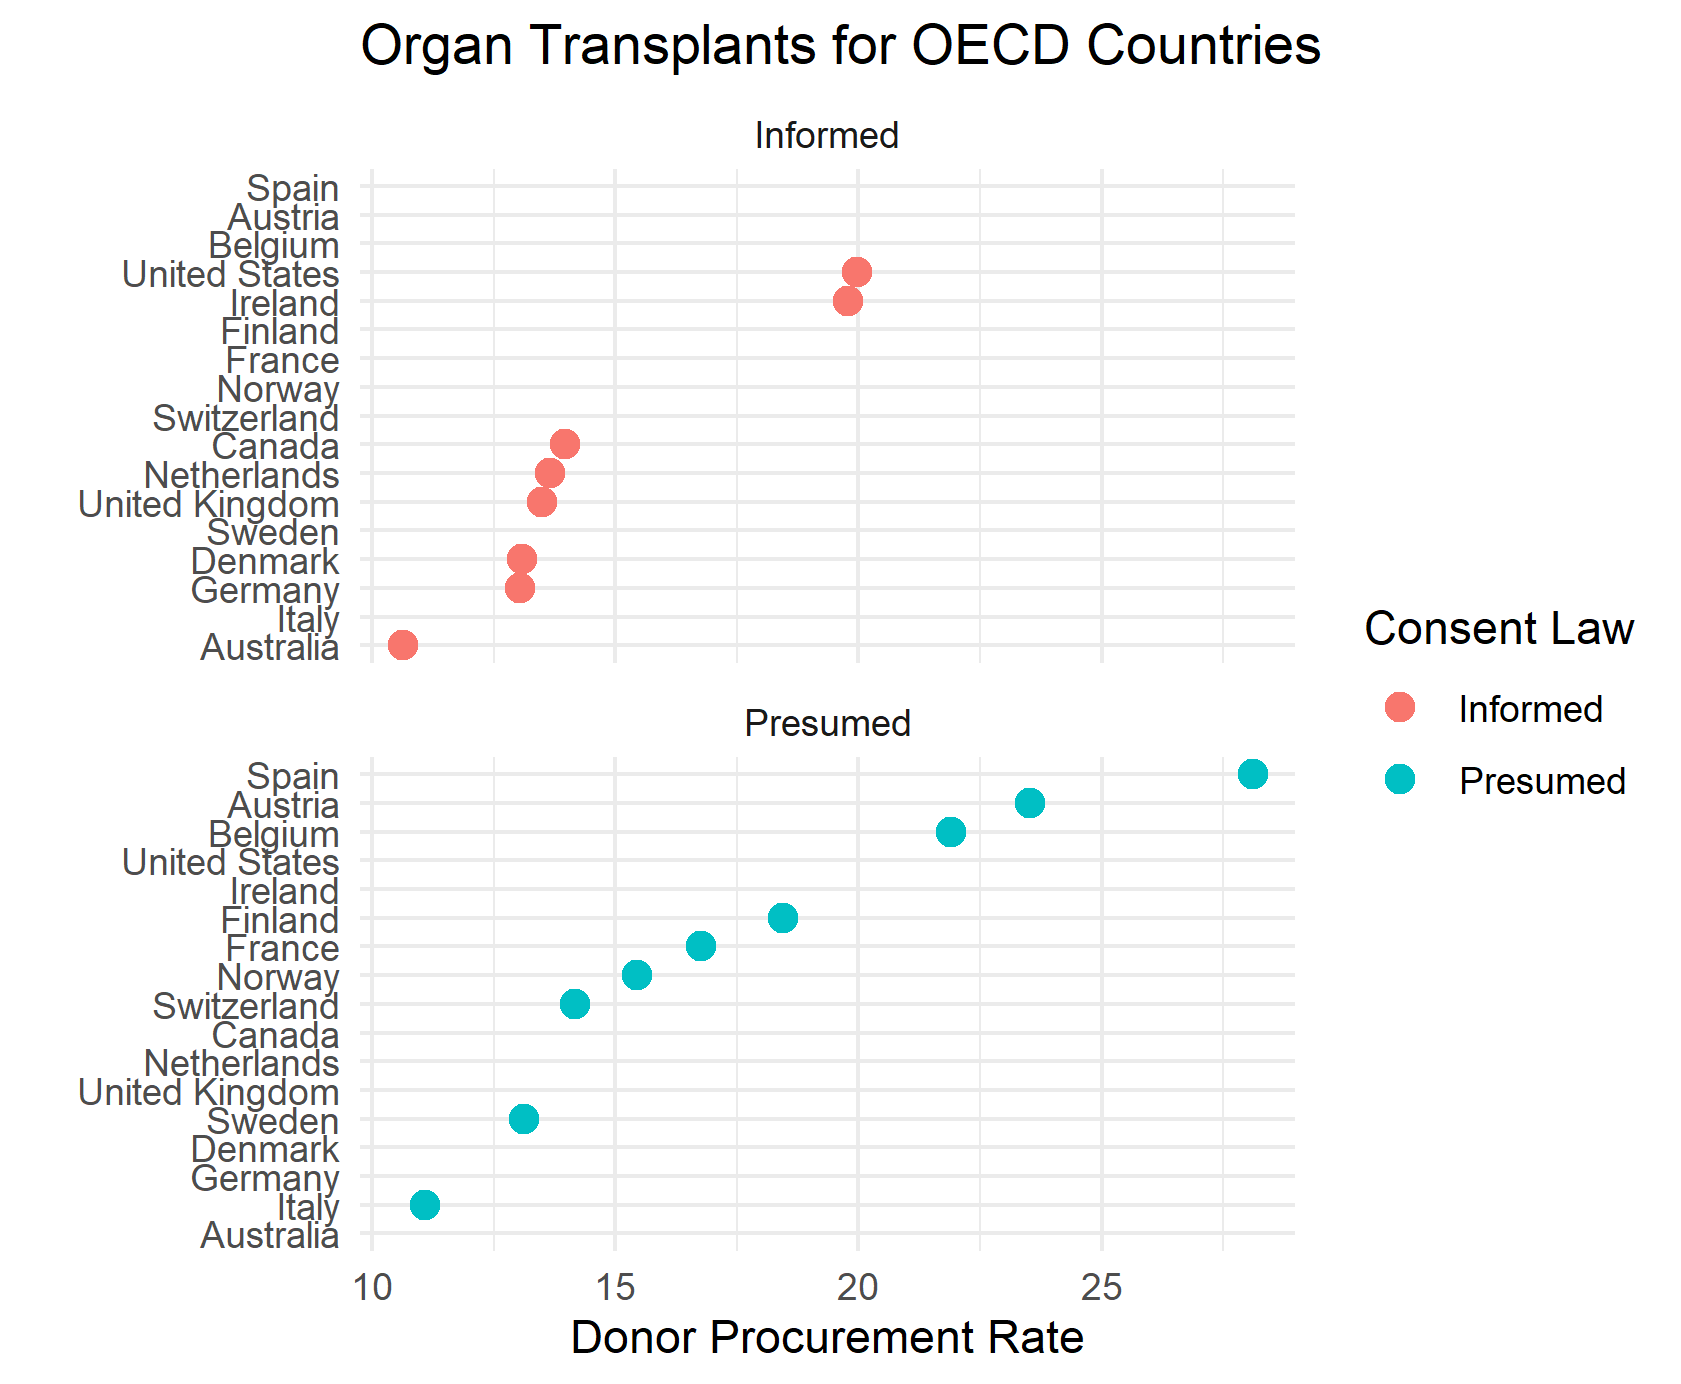 Organ Transplants for OECD Countries
Informed
Spain
Austria
Belgium
United States
Ireland
Finland
France
Norway
Switzerland
Canada
Netherlands
United Kingdom
Sweden
Denmark
Germany
Italy
Australia
Presumed
Spain
Austria
Belgium
United States
Ireland
Finland
France
Norway
Switzerland
Canada
Netherlands
United Kingdom
Sweden
Denmark
Germany
Italy
Australia
10 15 20 25
Donor Procurement Rate
Consent Law
Informed
Presumed